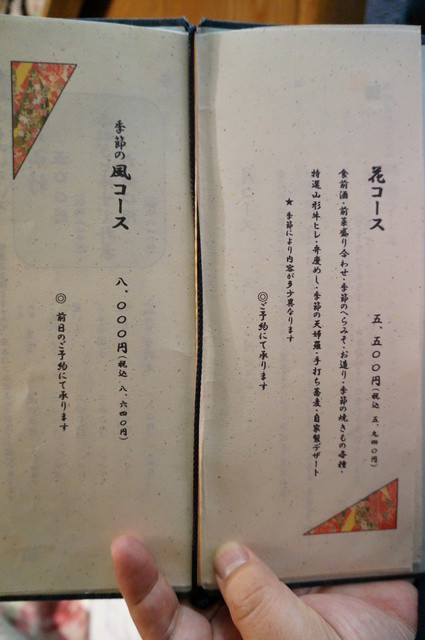 花コース
五、五〇〇円（税込 五、九四〇円）
食前酒・前菜盛り合わせ・季節のへらみそ・お造り・季節の焼きもの各種・
特選山形牛ヒレ・弁慶めし・季節の天婦羅・手打ち蕎麦・自家製デザート
★季節により内容が多少異なります
◎ご予約にて承ります
季節の風コース
八、〇〇〇円（税込 八、六四〇円）
◎前日のご予約にて承ります